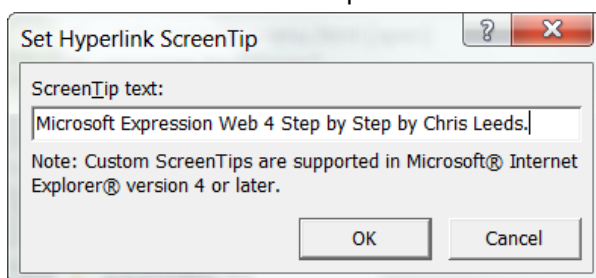 Set Hyperlink ScreenTip
?
ScreenTip text:
Microsoft Expression Web 4 Step by Step by Chris Leeds.
Note: Custom ScreenTips are supported in Microsoft® Internet
Explorer® version 4 or later.
OK
Cancel